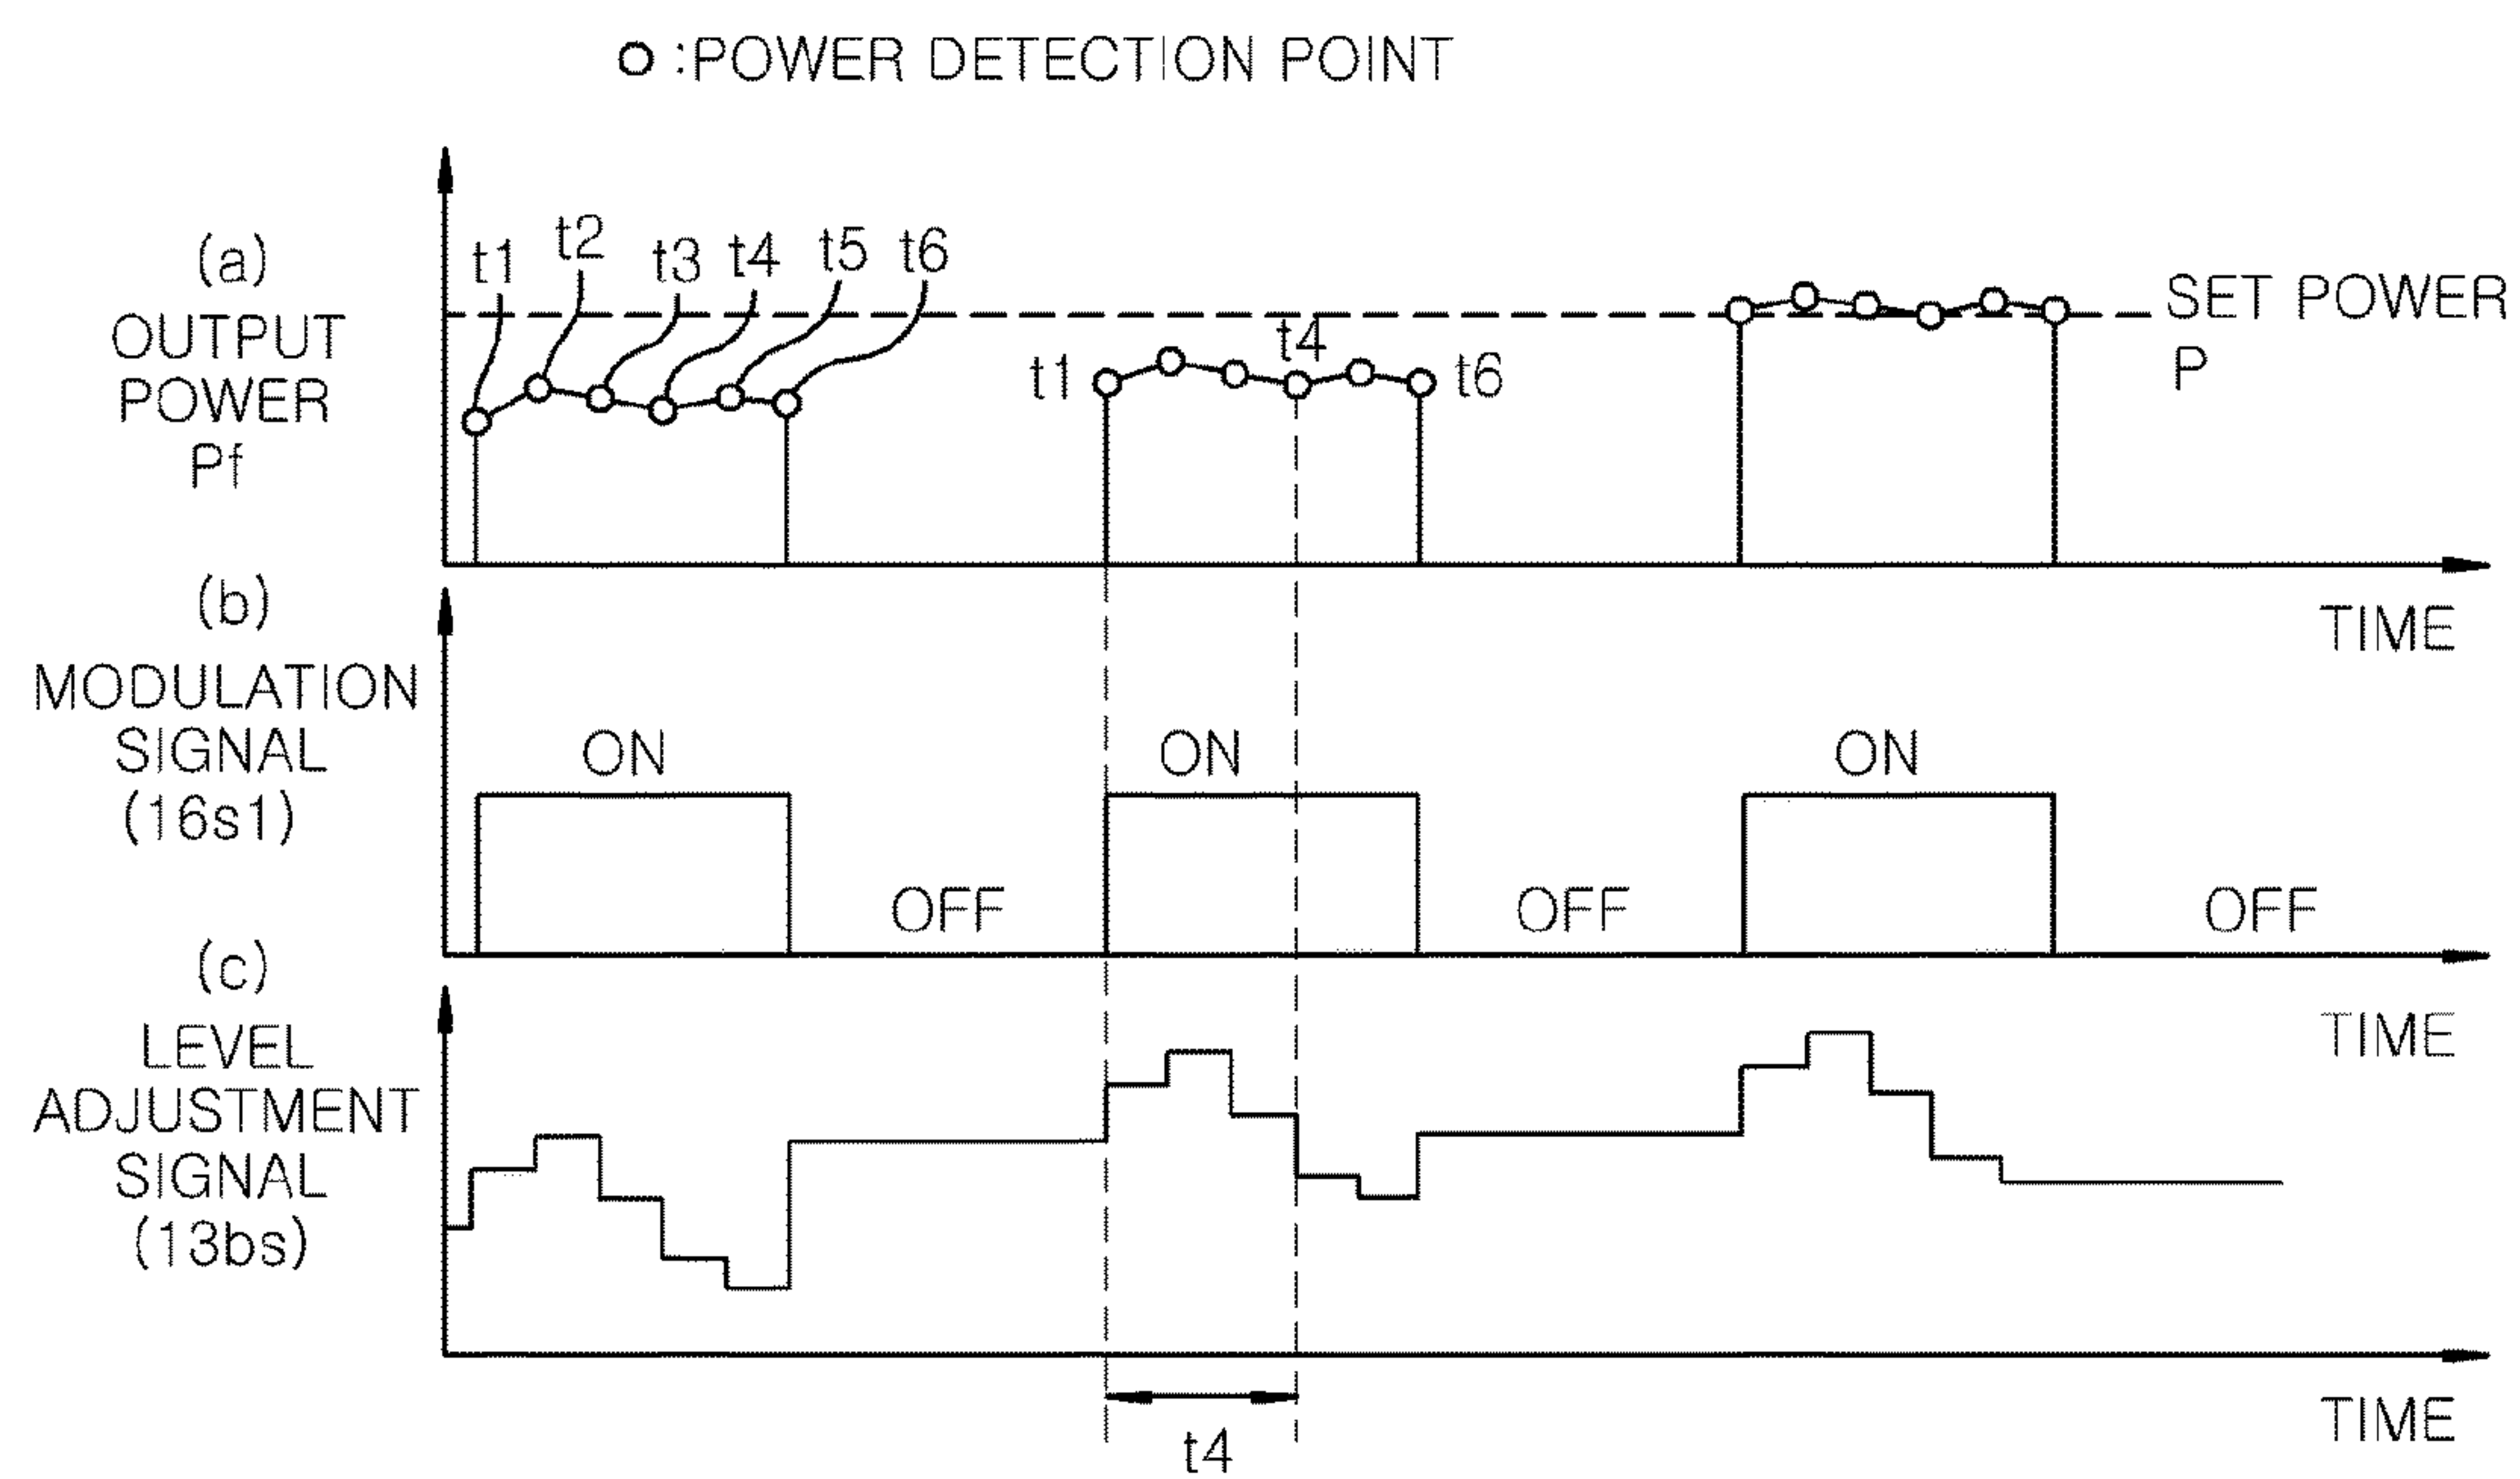 :POWER DETECTION POINT
(a)
OUTPUT
POWER
Pf
t1
t2
t3
t4
t5
t6
t1
t4
t6
SET POWER
P
TIME
(b)
MODULATION
SIGNAL
(16s1)
ON
OFF
ON
OFF
ON
OFF
TIME
(c)
LEVEL
ADJUSTMENT
SIGNAL
(13bs)
TIME
t4